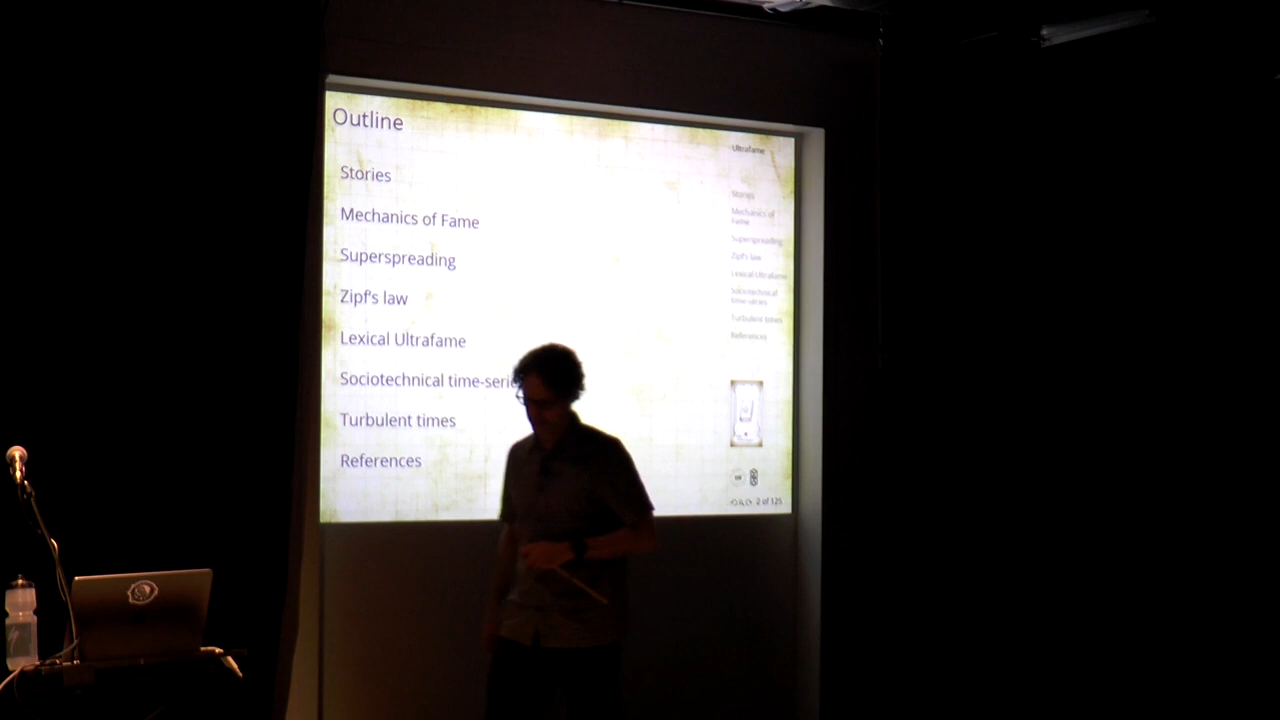 Outline
Stories
Mechanics of Fame
Superspreading
Zipf's law
Lexical Ultrafame
Sociotechnical time-serie
Turbulent times
References
Ultrafame
Stories
Mechanics of
Fame
Superspreading
Zipf's law
Lexical Ultrafame
Sociotechnical
time-series
Turbulent times
References
2 of 125